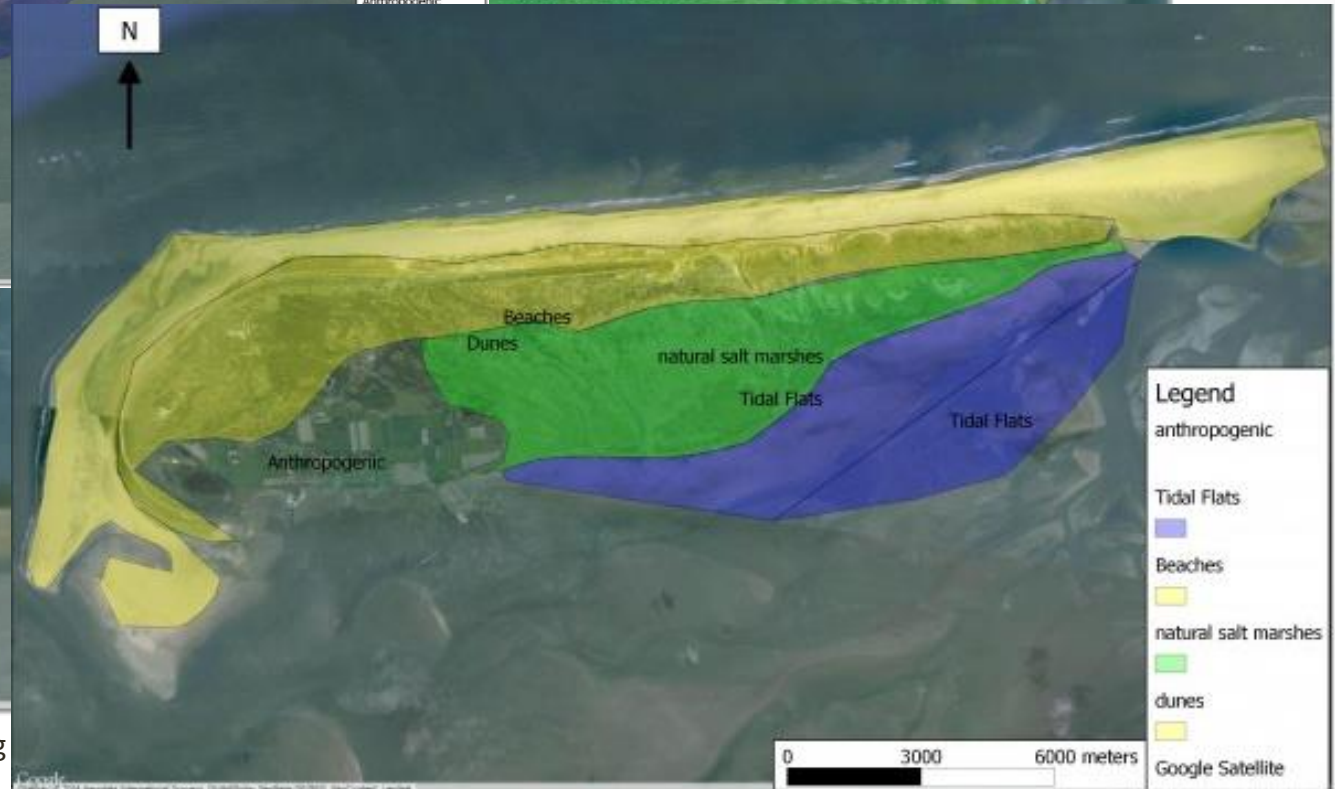 Anthropogenic
N
Beaches
Dunes
natural salt marshes
Tidal Flats
Tidal Flats
Anthropogenic
Legend
anthropogenic
Tidal Flats
Beaches
natural salt marshes
dunes
Google Satellite
0 3000 6000 meters
g
Google